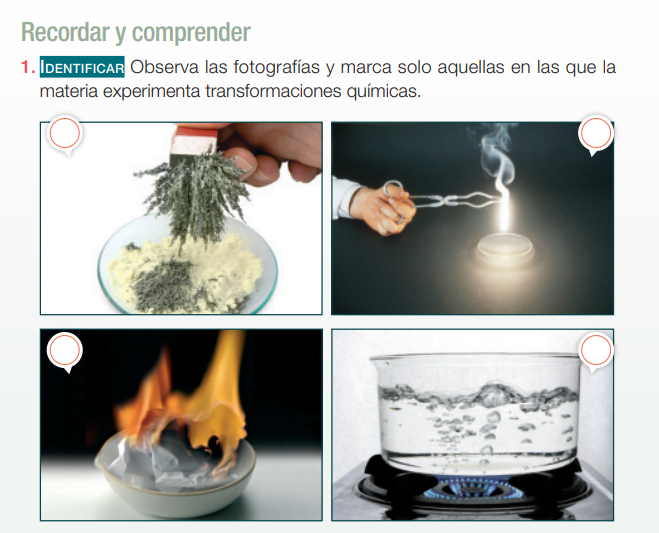 Recordar y comprender
1. IDENTIFICAR Observa las fotografías y marca solo aquellas en las que la
materia experimenta transformaciones químicas.